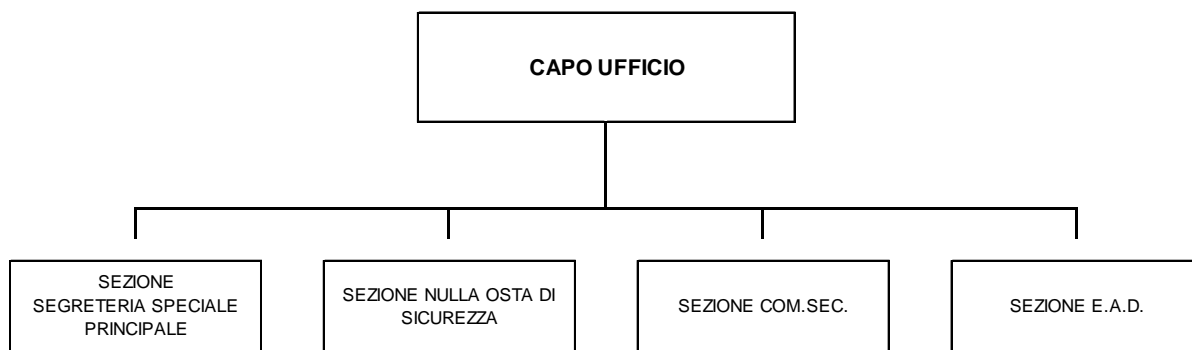 CAPO UFFICIO
SEZIONE
SEGRETERIA SPECIALE
PRINCIPALE
SEZIONE NULLA OSTA DI
SICUREZZA
SEZIONE COM.SEC.
SEZIONE E.A.D.